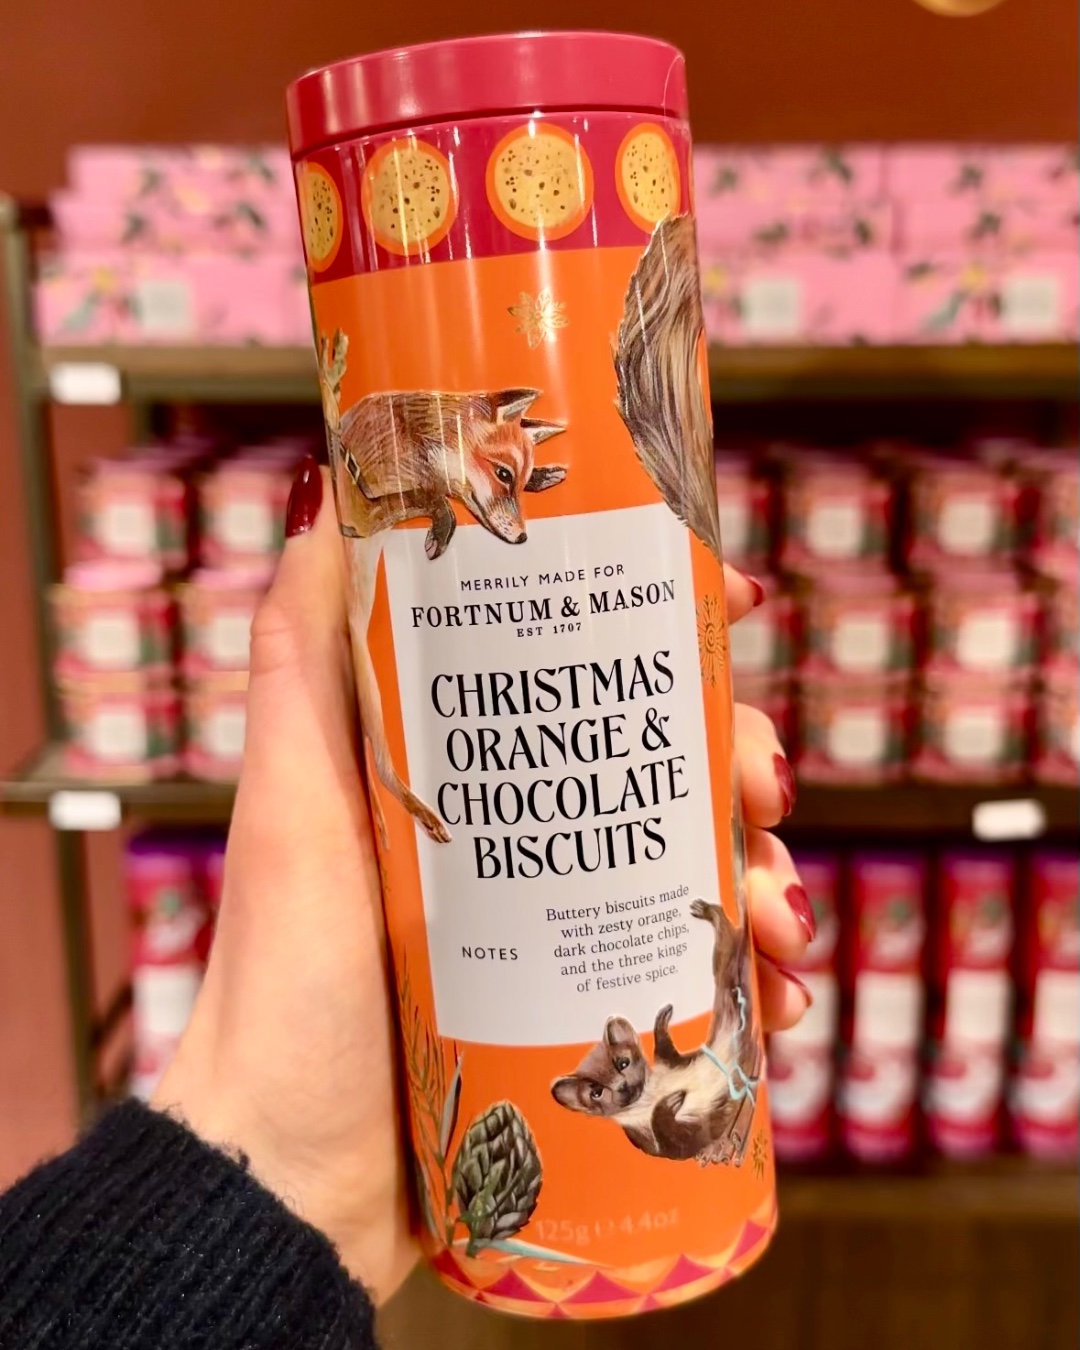 MERRILY MADE FOR
FORTNUM & MASON
EST 1707
CHRISTMAS
ORANGE &
CHOCOLATE
BISCUITS
NOTES
Buttery biscuits made
with zesty orange,
dark chocolate chips,
and the three kings
of festive spice.
125g ℮ 4.4oz